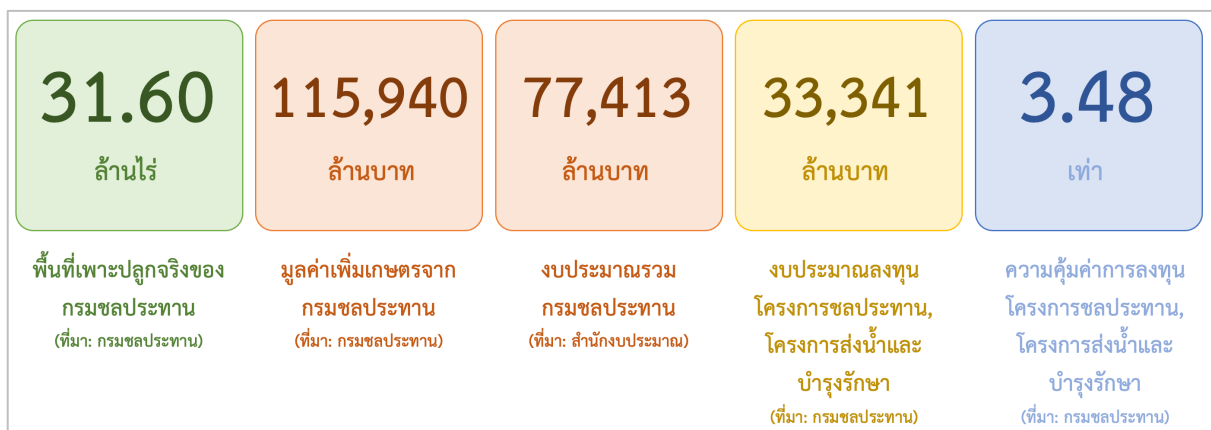 31.60
ล้านไร่
พื้นที่เพาะปลูกจริงของ
กรมชลประทาน
(ที่มา: กรมชลประทาน)
115,940
ล้านบาท
มูลค่าเพิ่มเกษตรจาก
กรมชลประทาน
(ที่มา: กรมชลประทาน)
77,413
ล้านบาท
งบประมาณรวม
กรมชลประทาน
(ที่มา: สำนักงบประมาณ)
33,341
ล้านบาท
งบประมาณลงทุน
โครงการชลประทาน,
โครงการส่งน้ำและ
บำรุงรักษา
(ที่มา: กรมชลประทาน)
3.48
เท่า
ความคุ้มค่าการลงทุน
โครงการชลประทาน,
โครงการส่งน้ำและ
บำรุงรักษา
(ที่มา: กรมชลประทาน)